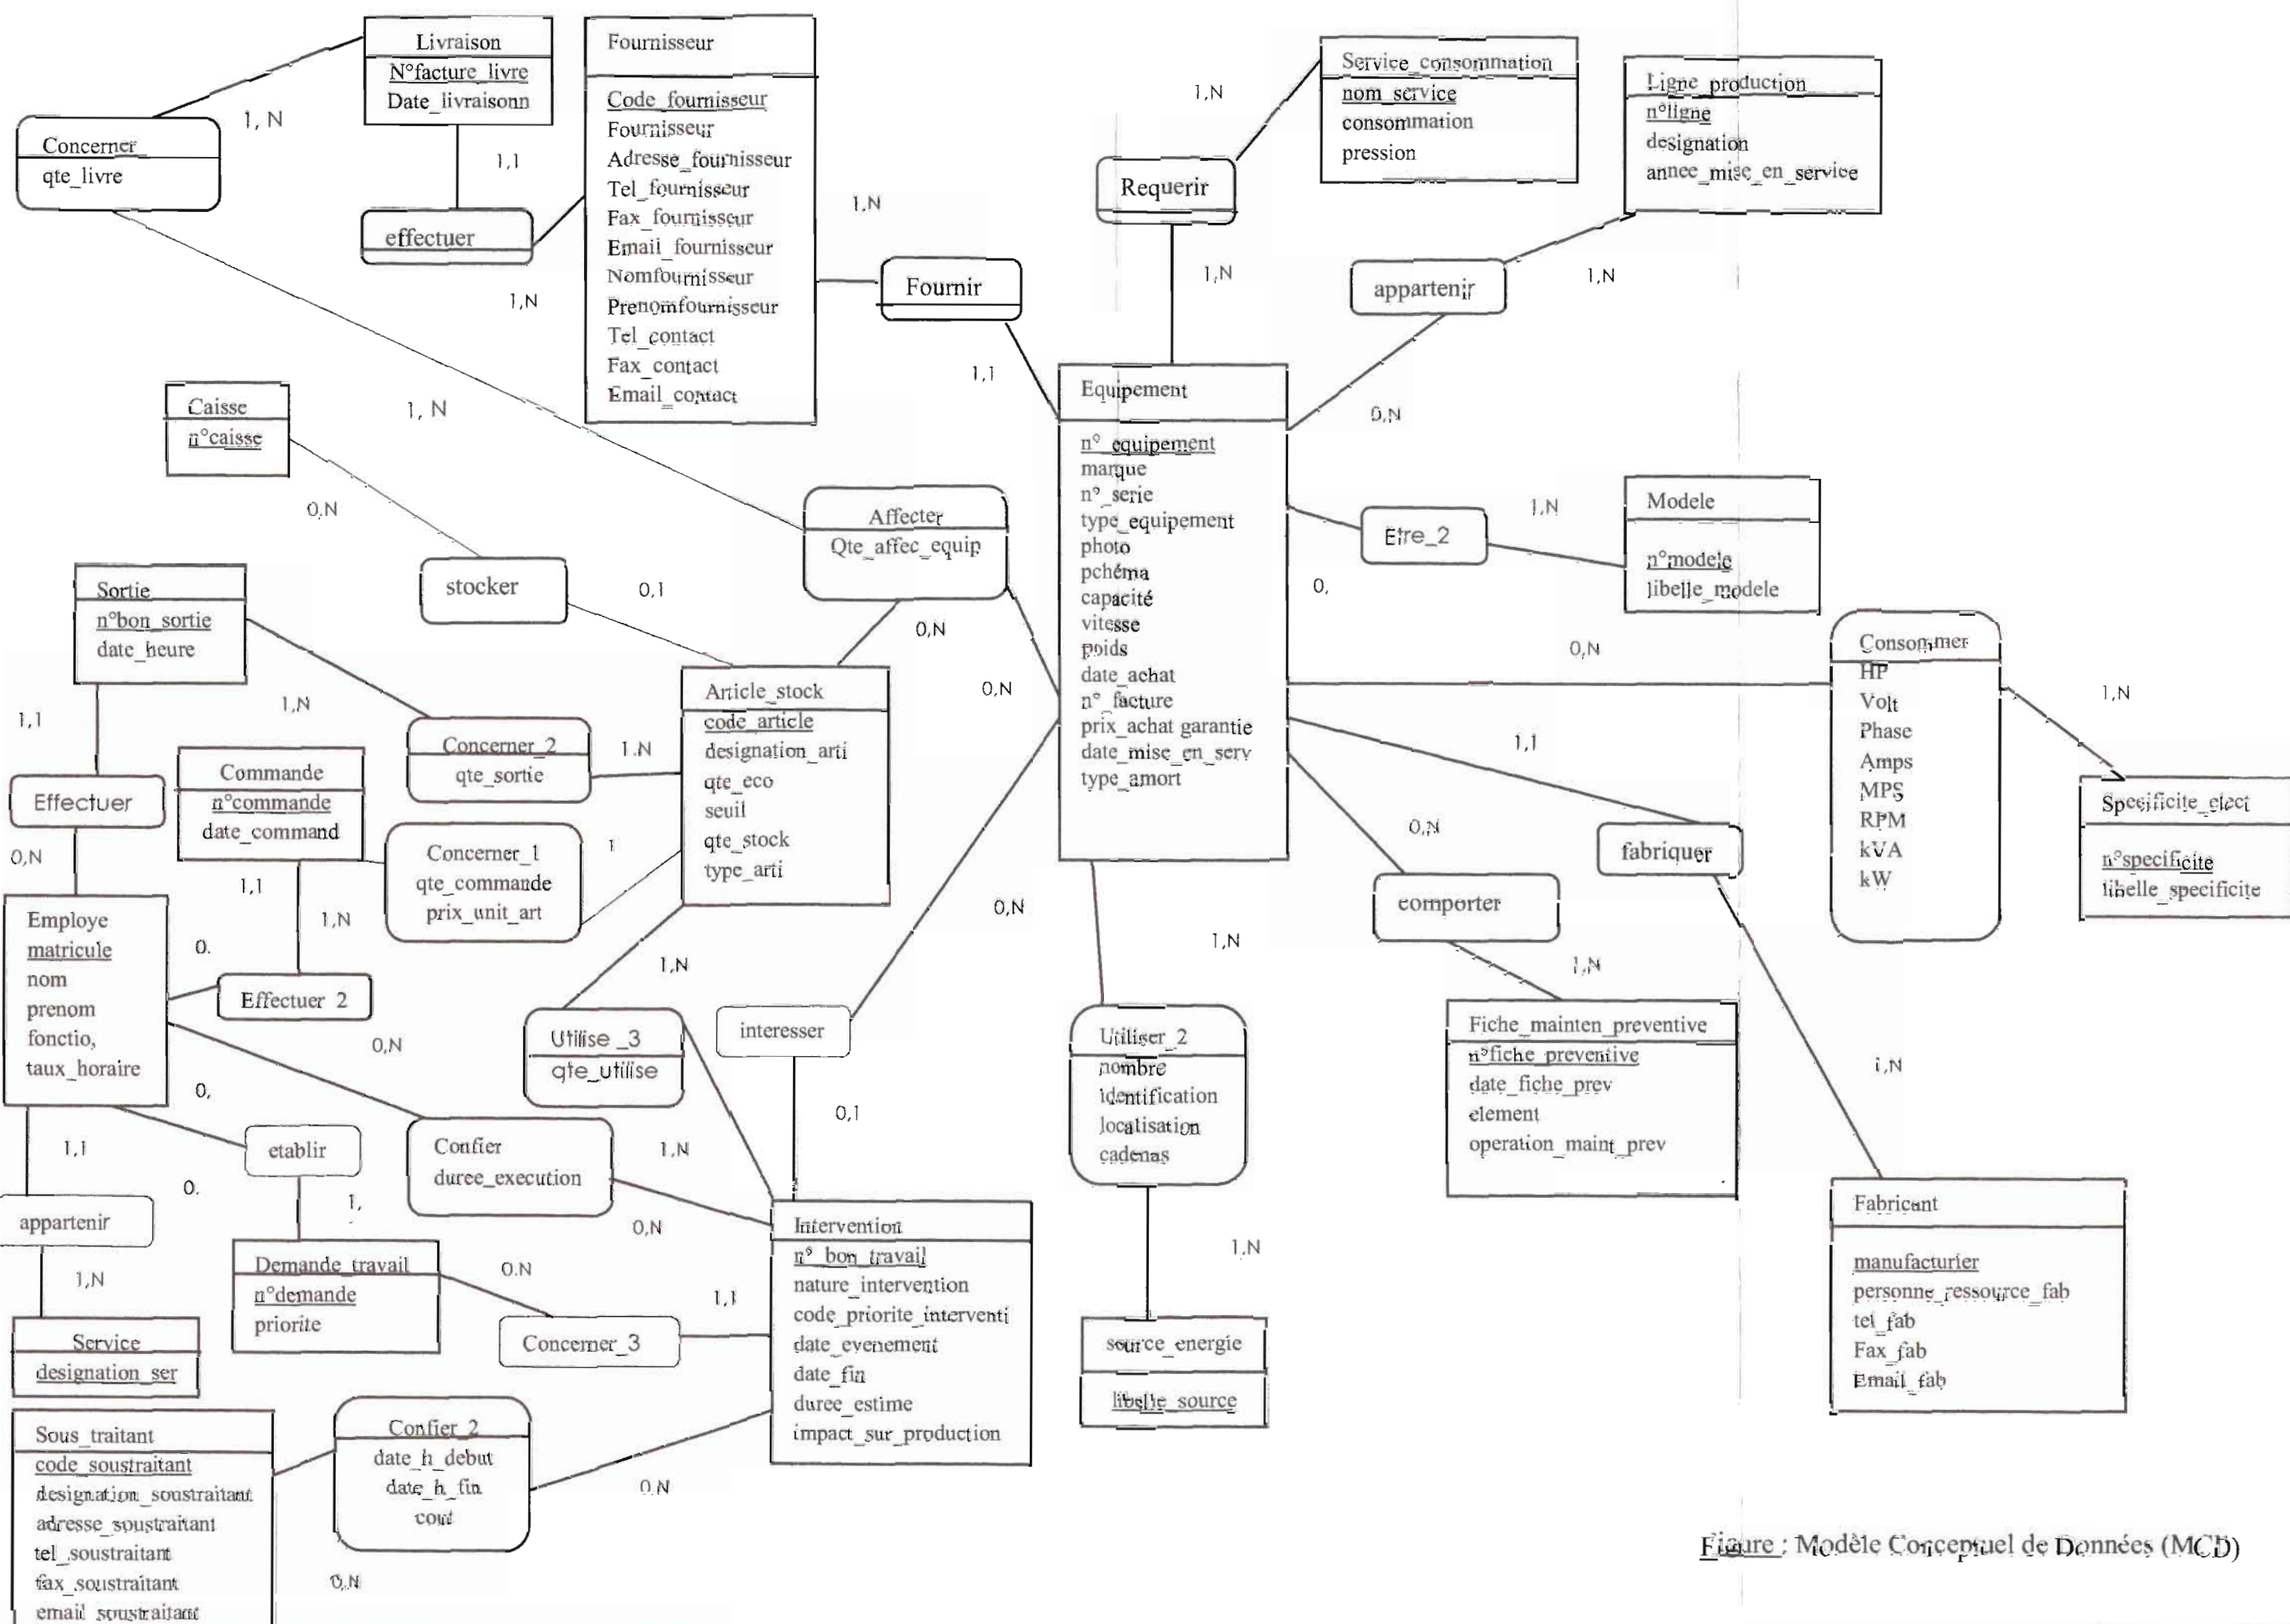 Livraison
N°facture_livre
Date_livraisonn
Fournisseur
Code_fournisseur
Fournisseur
Adresse_fournisseur
Tel_fournisseur
Fax_fournisseur
Email_fournisseur
Nomfournisseur
Prenomfournisseur
Tel_contact
Fax_contact
Email_contact
Service_consommation
nom_service
consommation
pression
Ligne_production
n°ligne
designation
annee_mise_en_service
Concerner
qte_livre
1, N
1,1
effectuer
1,N
1,N
Fournir
1,1
1,N
Requerir
1,N
appartenir
1,N
0,N
Caisse
n°caisse
1, N
0,N
stocker
0,1
Affecter
Qte_affec_equip
0,N
0,N
Equipement
n°_equipement
marque
n°_serie
type_equipement
photo
pchéma
capacité
vitesse
poids
date_achat
n°_facture
prix_achat garantie
date_mise_en_serv
type_amort
Etre_2
1,N
0,
Modele
n°modele
libelle_modele
0,N
Consommer
HP
Volt
Phase
Amps
MPS
RPM
kVA
kW
1,N
Specificite_elect
n°specificite
libelle_specificite
Sortie
n°bon_sortie
date_heure
1,1
1,N
Concerner_2
qte_sortie
1.N
Article_stock
code_article
designation_arti
qte_eco
seuil
qte_stock
type_arti
Effectuer
0,N
Commande
n°commande
date_command
Concerner_1
qte_commande
prix_unit_art
1
1,1
1,N
Employe
matricule
nom
prenom
fonctio,
taux_horaire
0.
Effectuer_2
0,N
0,
1,N
Utilise _3
qte_utilise
interesser
0,N
0,1
1,N
Utiliser_2
nombre
identification
localisation
cadenas
1,N
source_energie
libelle_source
1,1
fabriquer
0,N
comporter
1,N
Fiche_mainten_preventive
n°fiche_preventive
date_fiche_prev
element
operation_maint_prev
1,N
Fabricant
manufacturier
personne_ressource_fab
tel_fab
Fax_fab
Email_fab
1,1
etablir
0.
1,
Confier
duree_execution
1,N
0,N
appartenir
1,N
Service
designation_ser
Demande_travail
n°demande
priorite
0.N
Concerner_3
1,1
Intervention
n°_bon_travail
nature_intervention
code_priorite_interventi
date_evenement
date_fin
duree_estime
impact_sur_production
Sous_traitant
code_soustraitant
designation_soustraitant
adresse_soustraitant
tel_soustraitant
fax_soustraitant
email_soustraitant
Confier_2
date_h_debut
date_h_fin
cout
0.N
0,N
Figure : Modèle Conceptuel de Données (MCD)